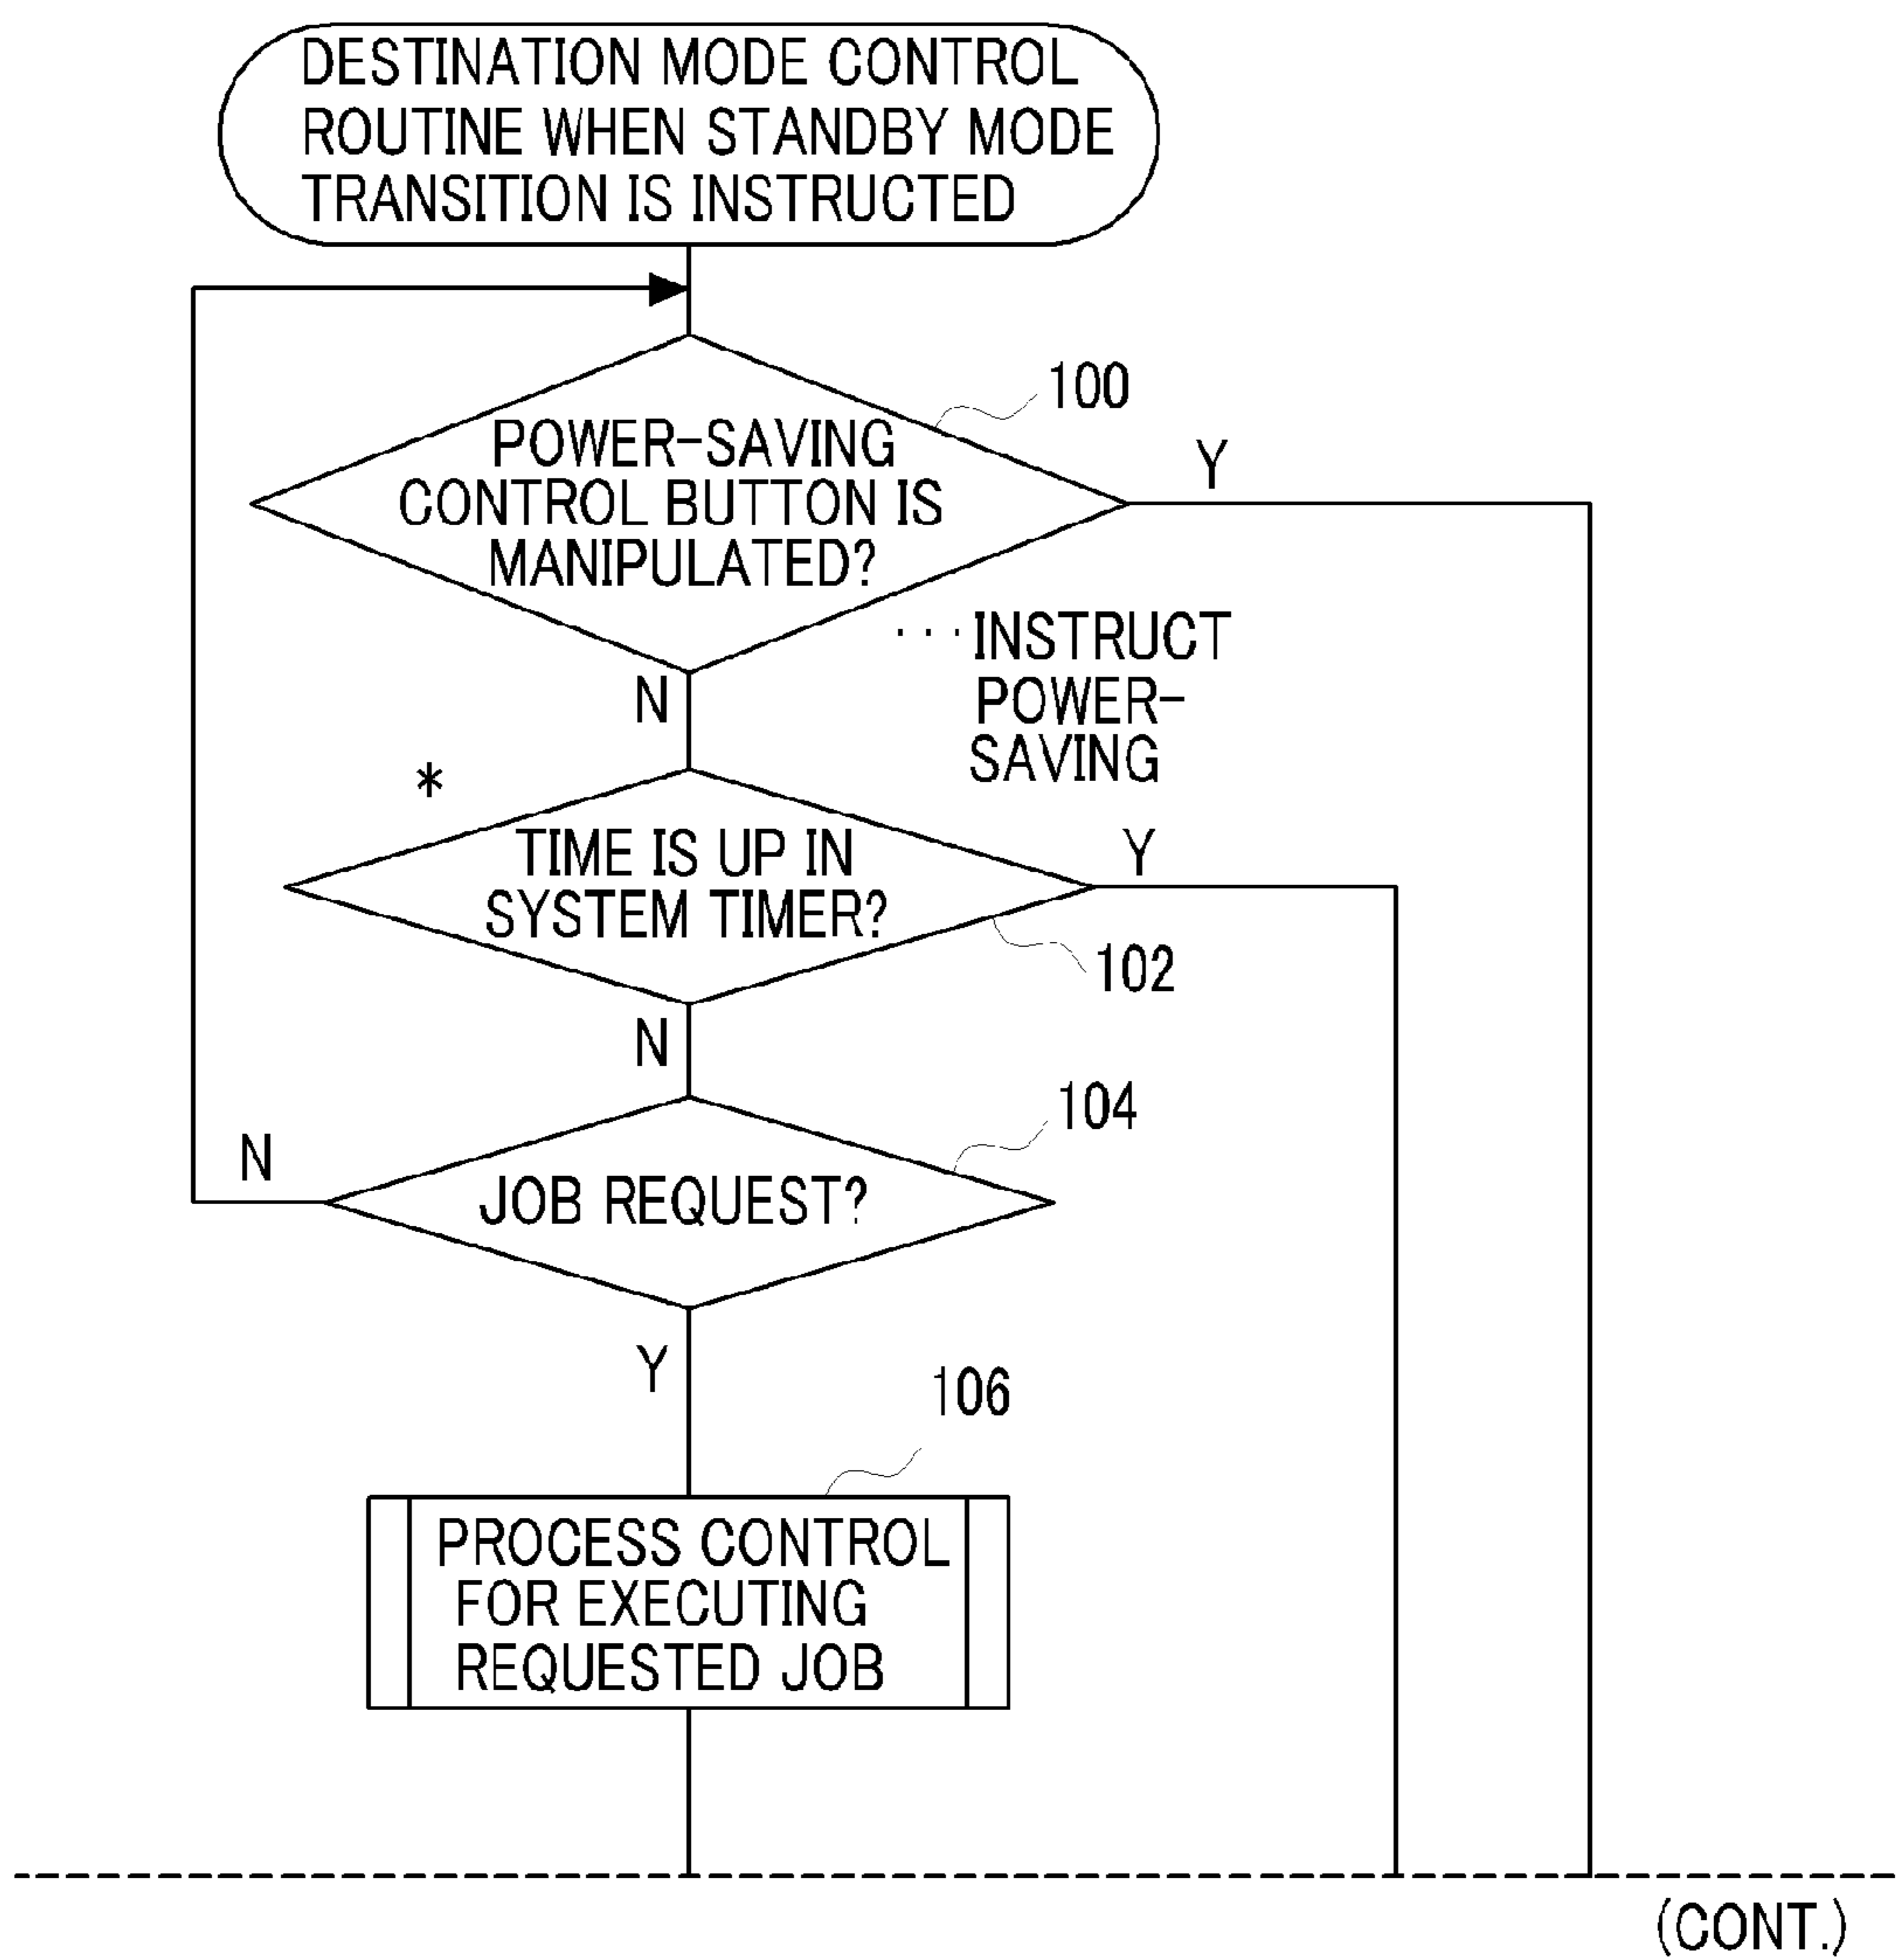 DESTINATION MODE CONTROL
ROUTINE WHEN STANDBY MODE
TRANSITION IS INSTRUCTED
100
POWER-SAVING
CONTROL BUTTON IS
MANIPULATED?
Y
···INSTRUCT
POWER-
SAVING
N
*
TIME IS UP IN
SYSTEM TIMER?
Y
102
N
104
JOB REQUEST?
N
Y
106
PROCESS CONTROL
FOR EXECUTING
REQUESTED JOB
(CONT.)